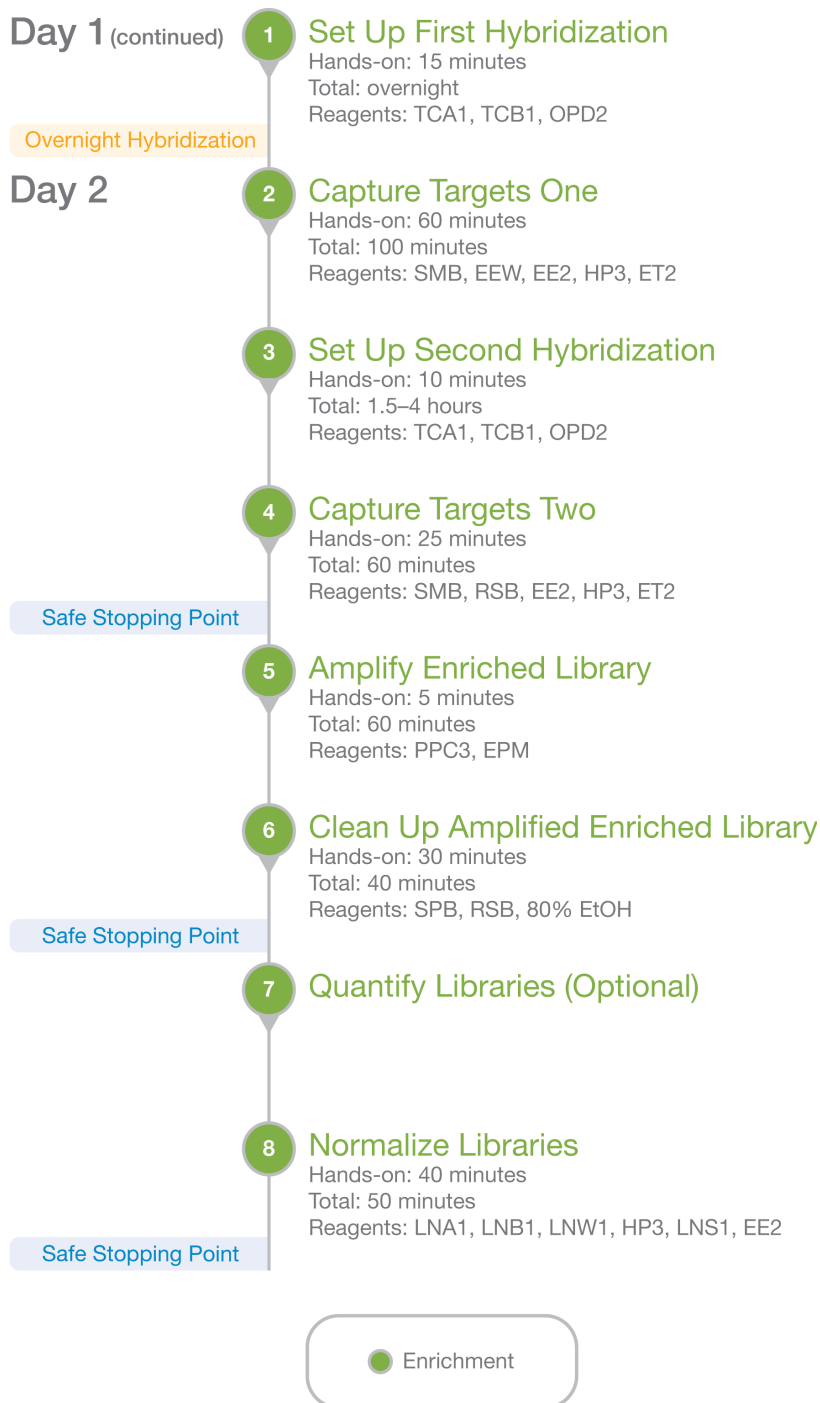 Day 1 (continued)
1
Set Up First Hybridization
Hands-on: 15 minutes
Total: overnight
Reagents: TCA1, TCB1, OPD2
Overnight Hybridization
Day 2
2
Capture Targets One
Hands-on: 60 minutes
Total: 100 minutes
Reagents: SMB, EEW, EE2, HP3, ET2
3
Set Up Second Hybridization
Hands-on: 10 minutes
Total: 1.5–4 hours
Reagents: TCA1, TCB1, OPD2
4
Capture Targets Two
Hands-on: 25 minutes
Total: 60 minutes
Reagents: SMB, RSB, EE2, HP3, ET2
Safe Stopping Point
5
Amplify Enriched Library
Hands-on: 5 minutes
Total: 60 minutes
Reagents: PPC3, EPM
6
Clean Up Amplified Enriched Library
Hands-on: 30 minutes
Total: 40 minutes
Reagents: SPB, RSB, 80% EtOH
Safe Stopping Point
7
Quantify Libraries (Optional)
8
Normalize Libraries
Hands-on: 40 minutes
Total: 50 minutes
Reagents: LNA1, LNB1, LNW1, HP3, LNS1, EE2
Safe Stopping Point
Enrichment